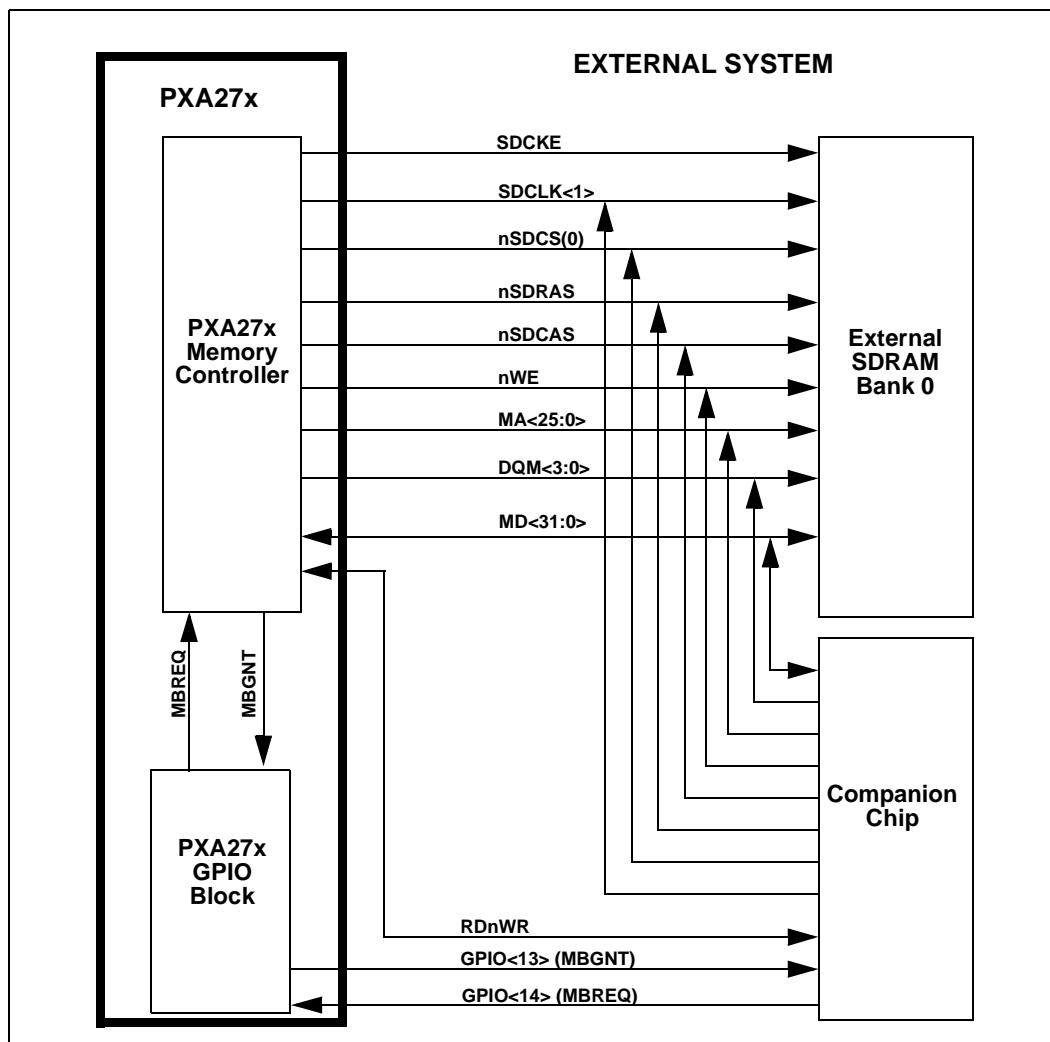 EXTERNAL SYSTEM
PXA27x
SDCKE
SDCLK<1>
nSDCS(0)
nSDRAS
nSDCAS
nWE
MA<25:0>
DQM<3:0>
MD<31:0>
PXA27x
Memory
Controller
External
SDRAM
Bank 0
MBREQ
MBGNT
PXA27x
GPIO
Block
Companion
Chip
RDnWR
GPIO<13> (MBGNT)
GPIO<14> (MBREQ)